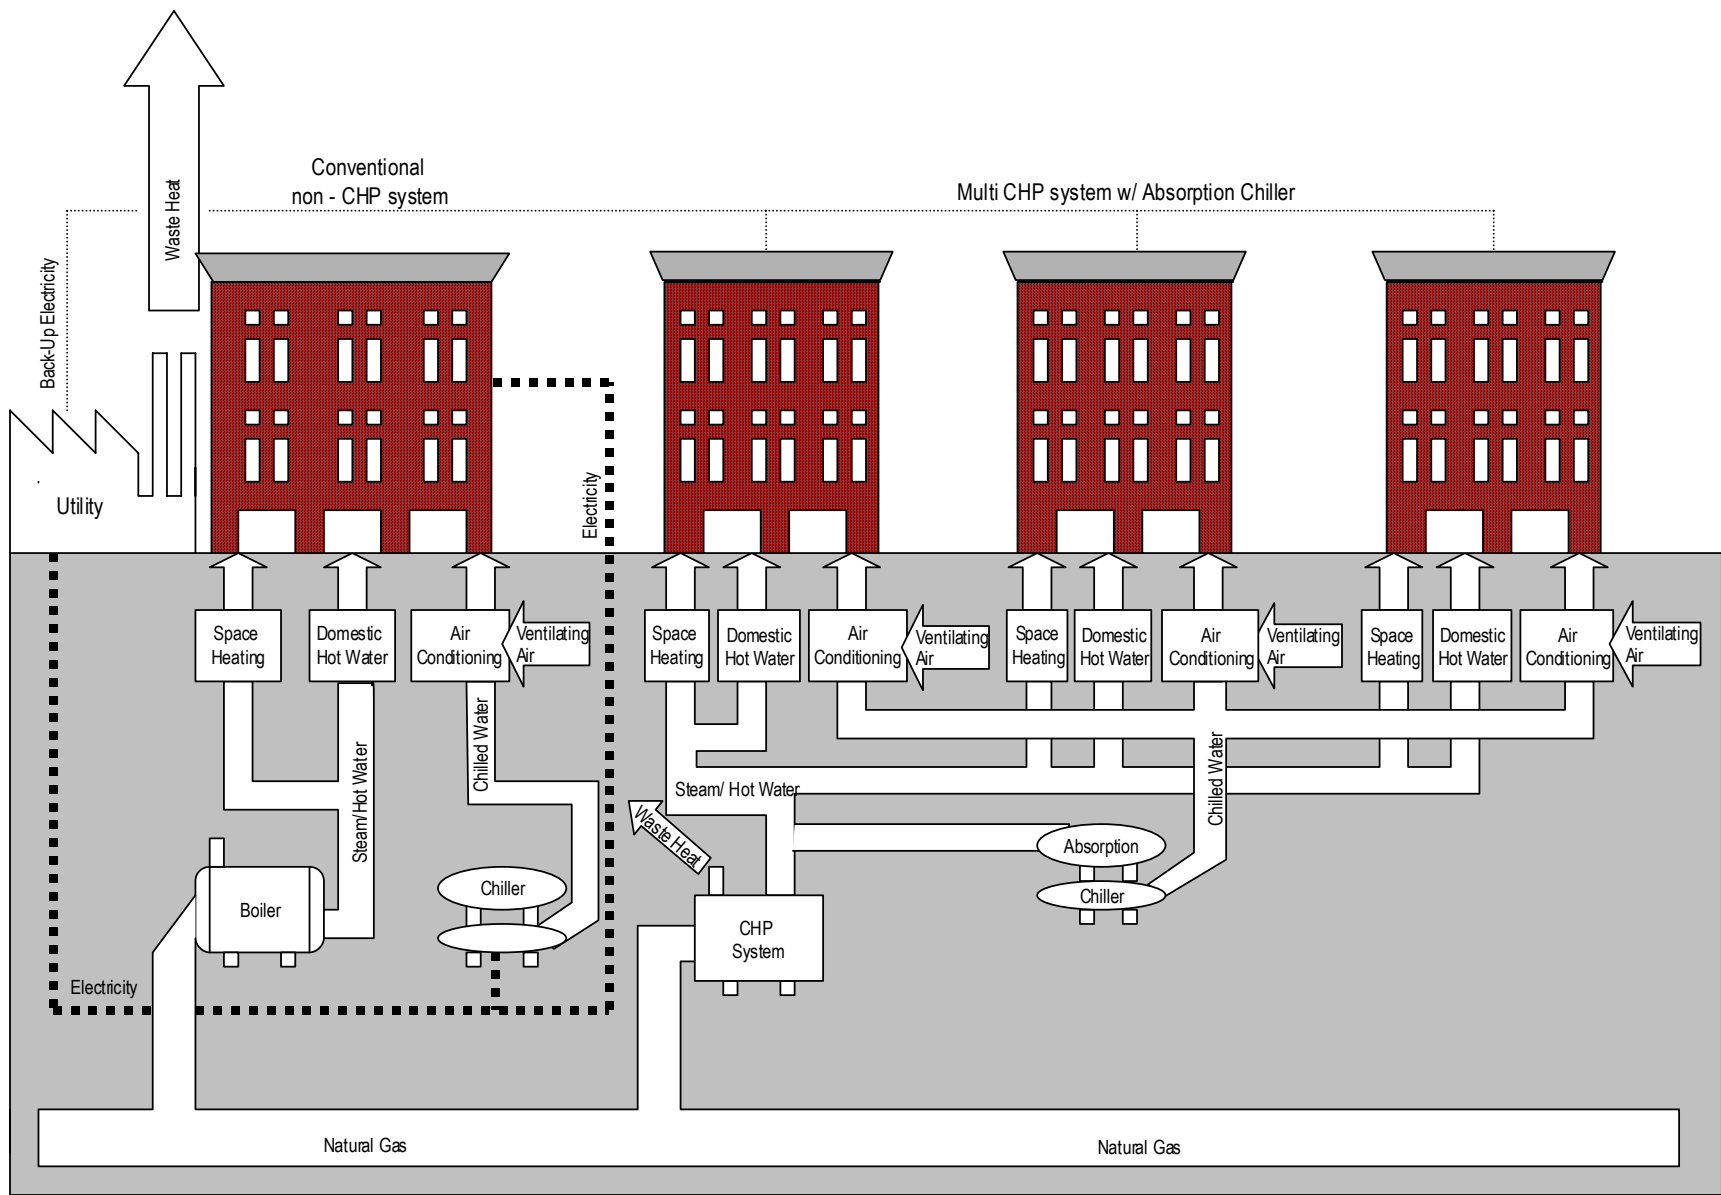 Conventional
non - CHP system
Multi CHP system w/ Absorption Chiller
Waste Heat
Back-Up Electricity
Utility
Electricity
Space
Heating
Domestic
Hot Water
Air
Conditioning
Ventilating
Air
Space
Heating
Domestic
Hot Water
Air
Conditioning
Ventilating
Air
Space
Heating
Domestic
Hot Water
Air
Conditioning
Ventilating
Air
Space
Heating
Domestic
Hot Water
Air
Conditioning
Ventilating
Air
Steam/Hot Water
Chilled Water
Steam/ Hot Water
Chilled Water
Waste Heat
Absorption
Chiller
Chiller
Boiler
CHP
System
Electricity
Natural Gas
Natural Gas